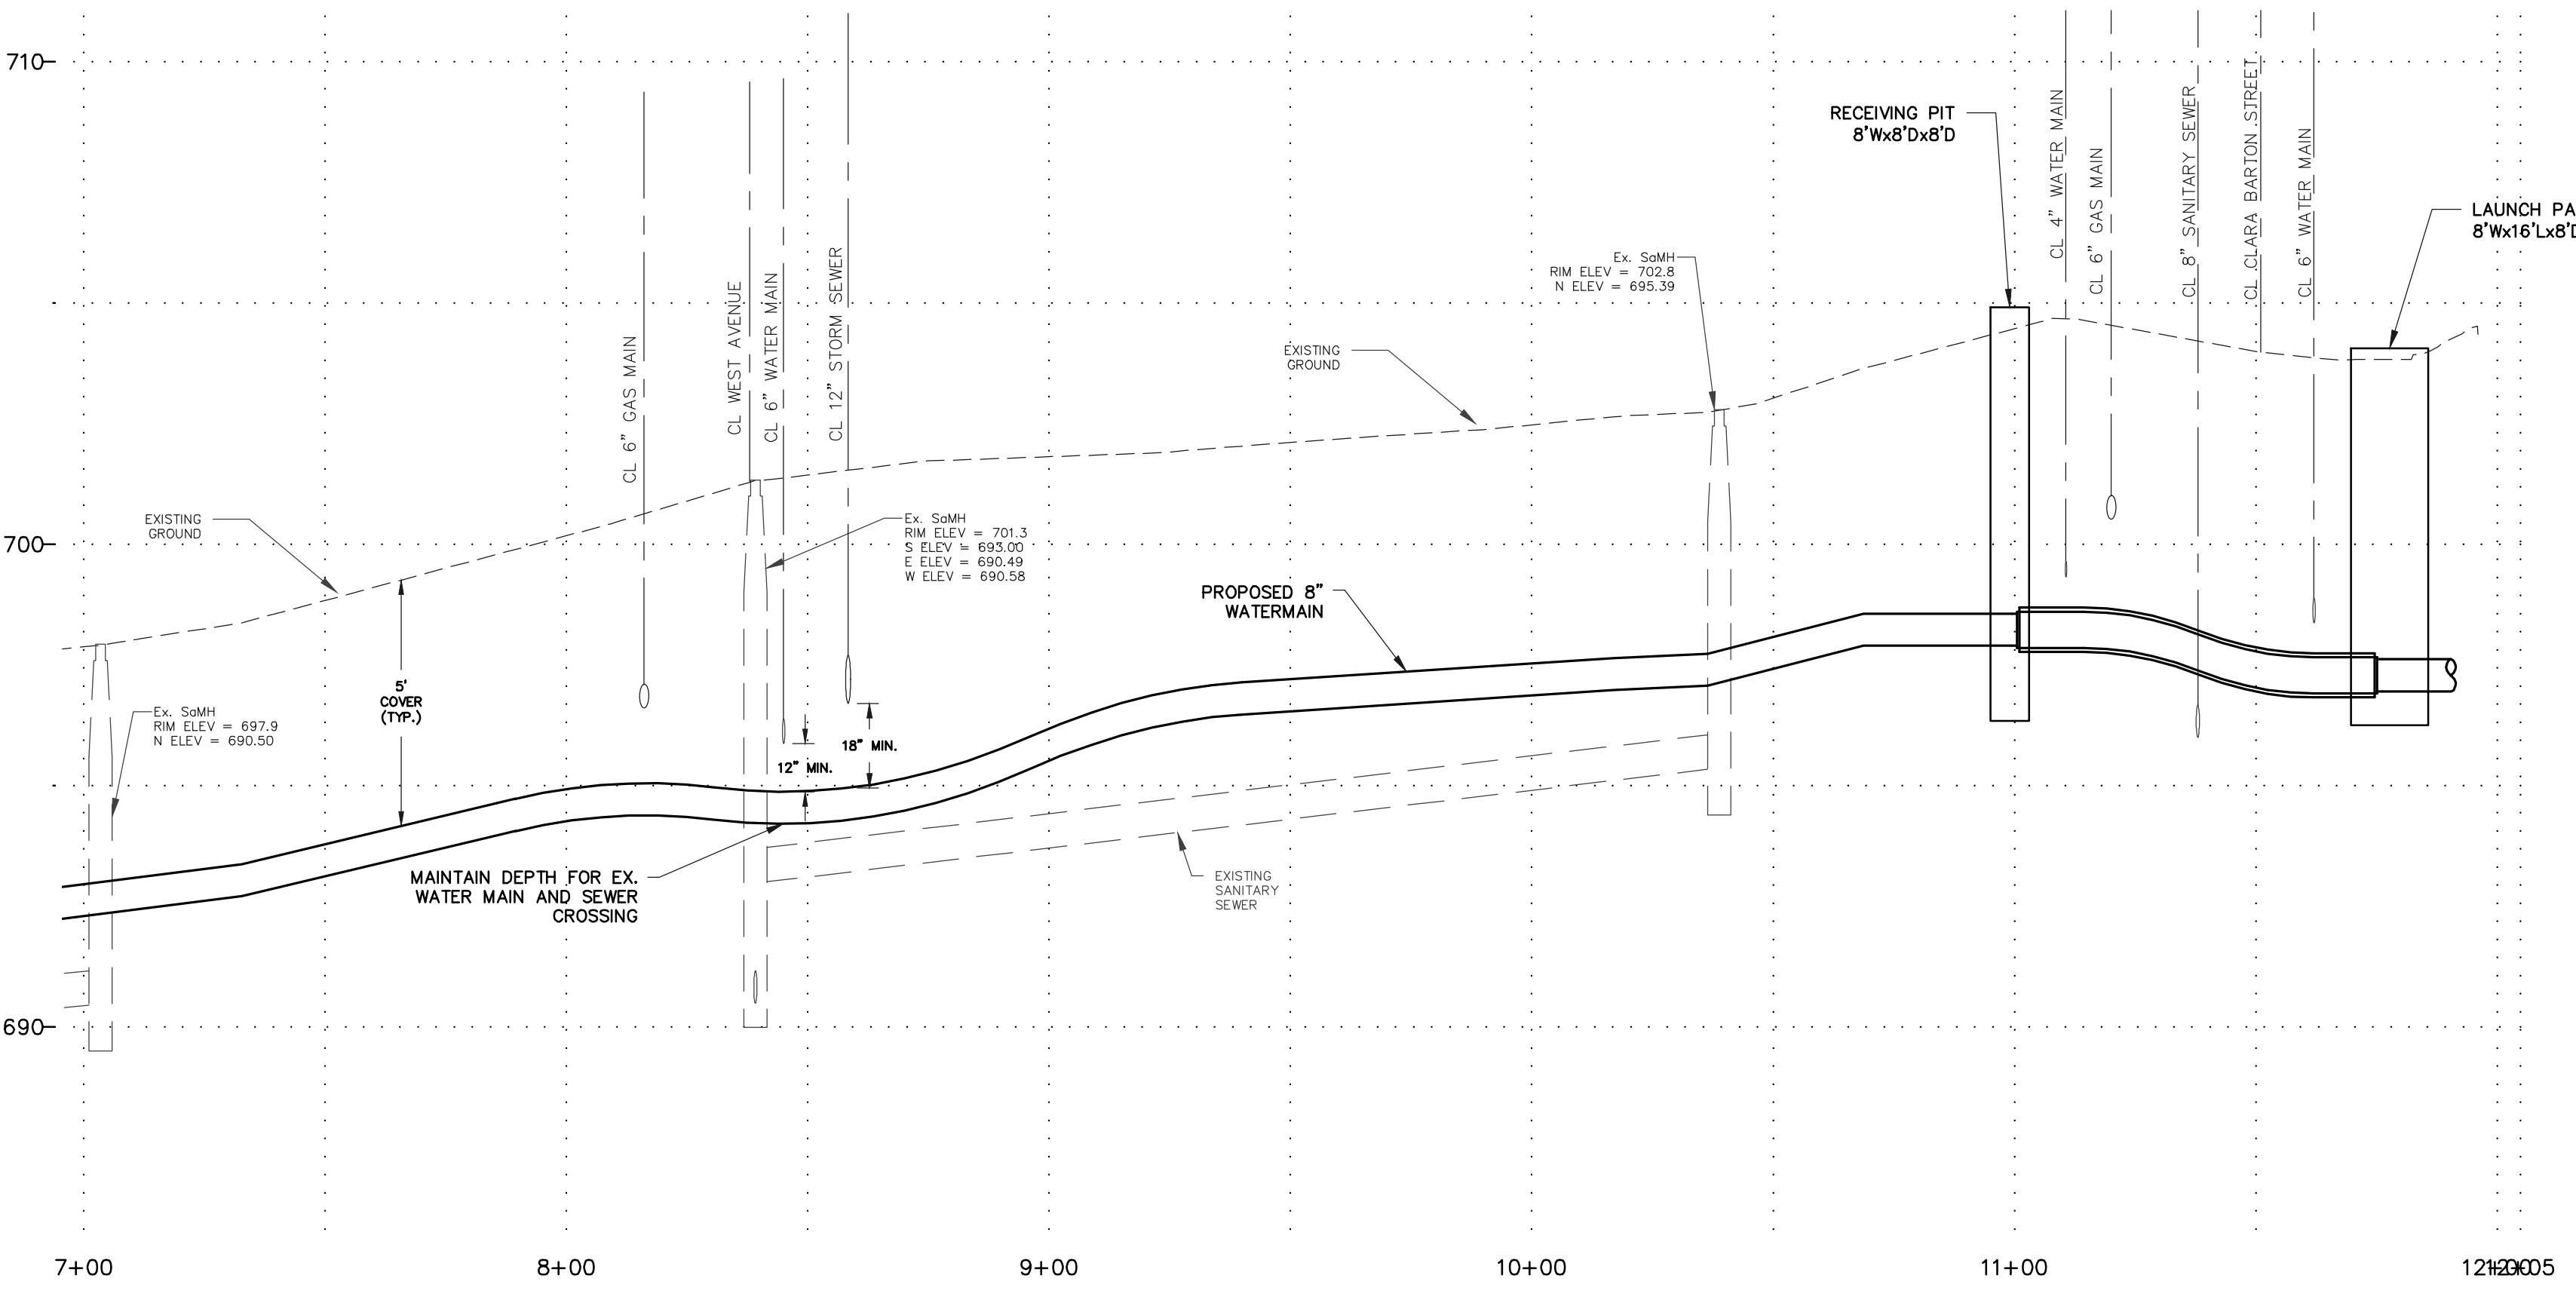 710
700
690
RECEIVING PIT
8'Wx8'Dx8'D
CL 4" WATER MAIN
CL 6" GAS MAIN
CL 8" SANITARY SEWER
CL CLARA BARTON STREET
CL 6" WATER MAIN
LAUNCH PA
8'Wx16'Lx8'D
CL 6" GAS MAIN
CL WEST AVENUE
CL 6" WATER MAIN
CL 12" STORM SEWER
Ex. SaMH
RIM ELEV = 702.8
N ELEV = 695.39
EXISTING
GROUND
EXISTING
GROUND
Ex. SaMH
RIM ELEV = 701.3
S ELEV = 693.00
E ELEV = 690.49
W ELEV = 690.58
PROPOSED 8"
WATERMAIN
5'
COVER
(TYP.)
Ex. SaMH
RIM ELEV = 697.9
N ELEV = 690.50
18" MIN.
12" MIN.
MAINTAIN DEPTH FOR EX.
WATER MAIN AND SEWER
CROSSING
EXISTING
SANITARY
SEWER
7+00
8+00
9+00
10+00
11+00
12+00
12+05